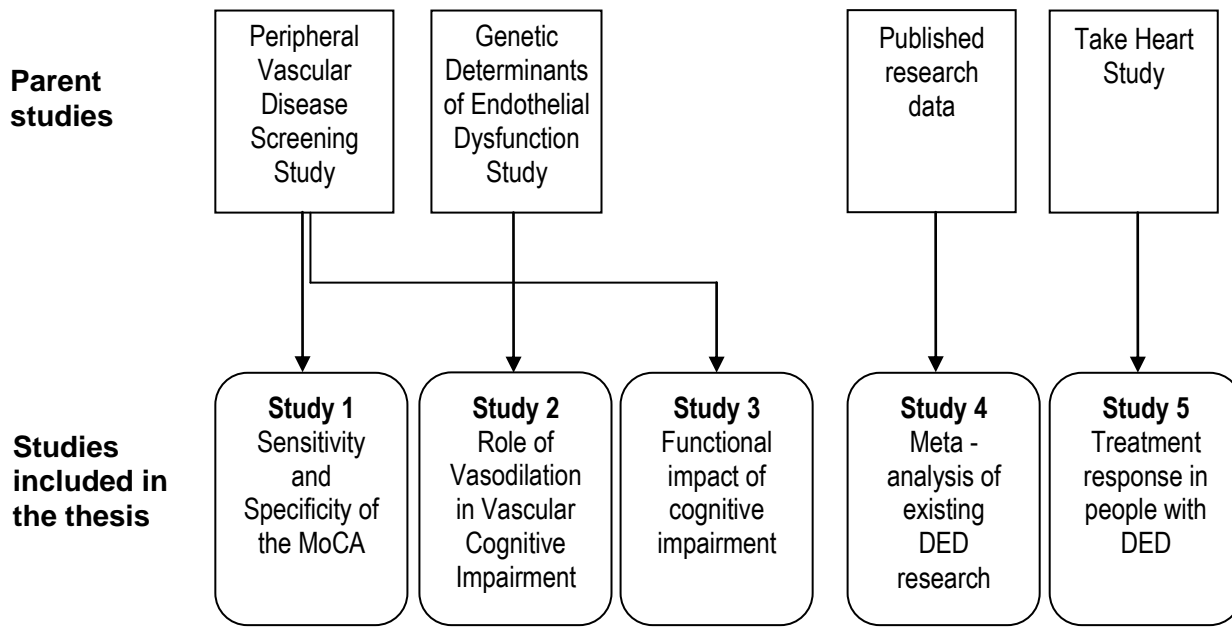 Parent
studies
Peripheral
Vascular
Disease
Screening
Study
Genetic
Determinants
of Endothelial
Dysfunction
Study
Published
research
data
Take Heart
Study
Studies
included in
the thesis
Study 1
Sensitivity
and
Specificity of
the MoCA
Study 2
Role of
Vasodilation
in Vascular
Cognitive
Impairment
Study 3
Functional
impact of
cognitive
impairment
Study 4
Meta -
analysis of
existing
DED
research
Study 5
Treatment
response in
people with
DED